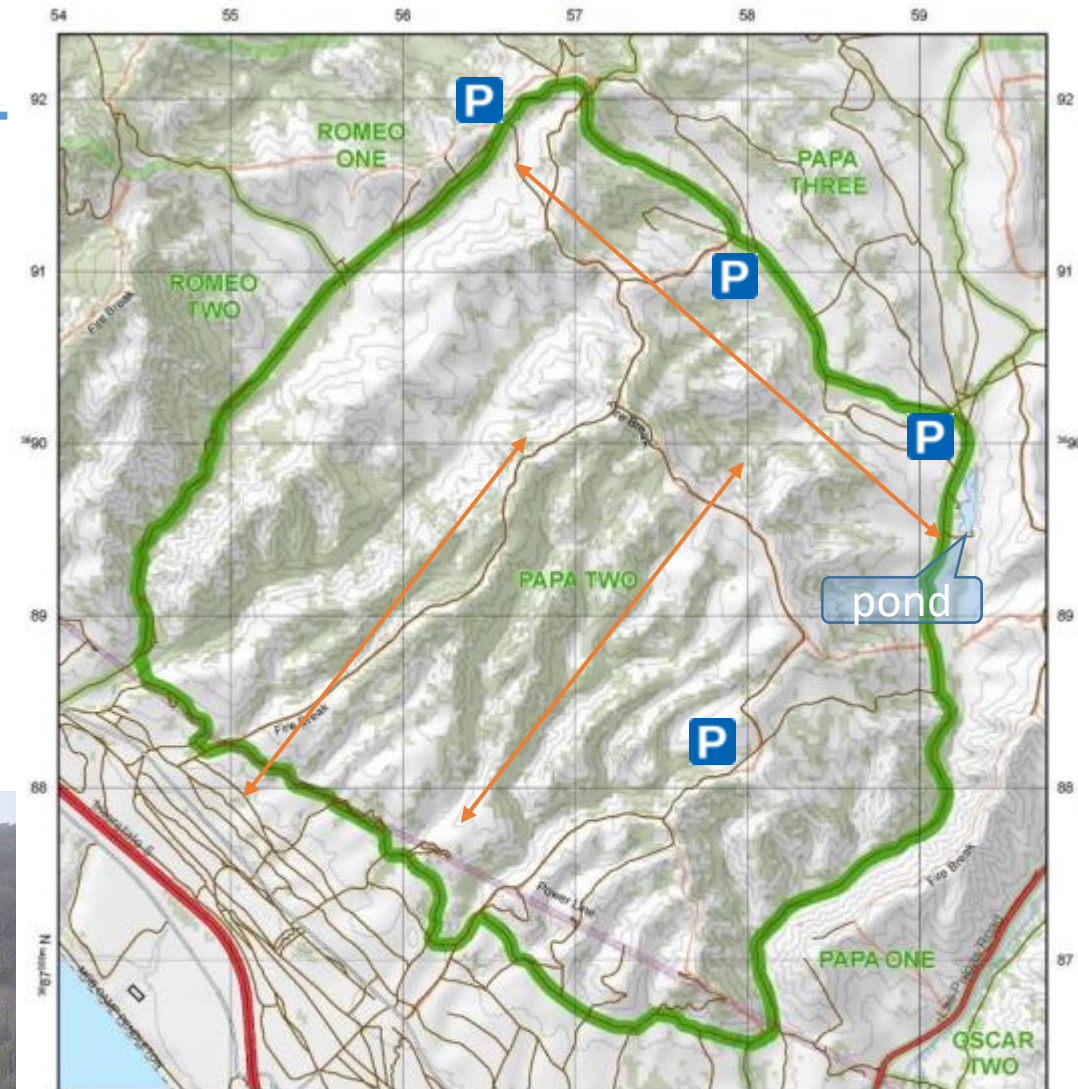 54 55 56 57 58 59
92
P
92
ROMEO
ONE
PAPA
THREE
91
P
91
ROMEO
TWO
Fire Break
Fire Break
90
P
PAPA TWO
89
pond
89
Fire Break
P
88
88
Fire Break
Power Line
87
PAPA ONE
87
OSCAR
TWO